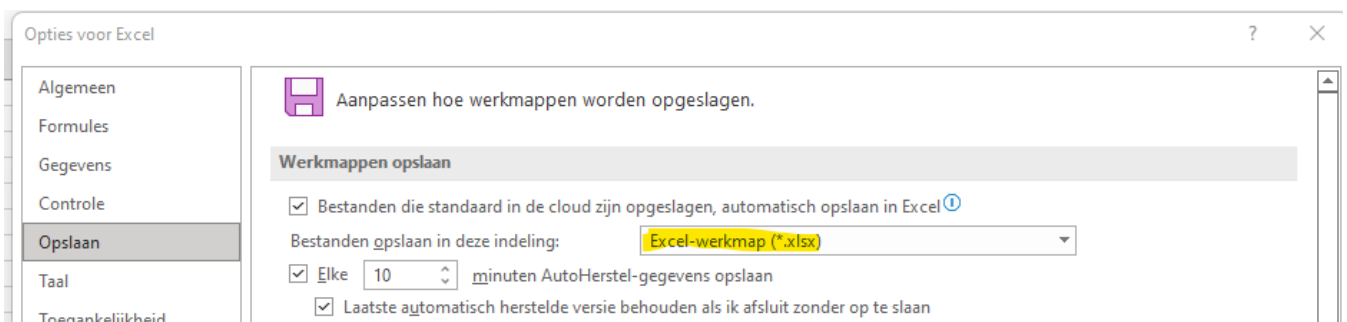 Opties voor Excel
?
Algemeen
Aanpassen hoe werkmappen worden opgeslagen.
Formules
Gegevens
Werkmappen opslaan
Controle
Bestanden die standaard in de cloud zijn opgeslagen, automatisch opslaan in Excel
Opslaan
Bestanden opslaan in deze indeling: Excel-werkmap (*.xlsx)
Elke 10 minuten AutoHerstel-gegevens opslaan
Taal
Laatste automatisch herstelde versie behouden als ik afsluit zonder op te slaan
Toegankelijkheid